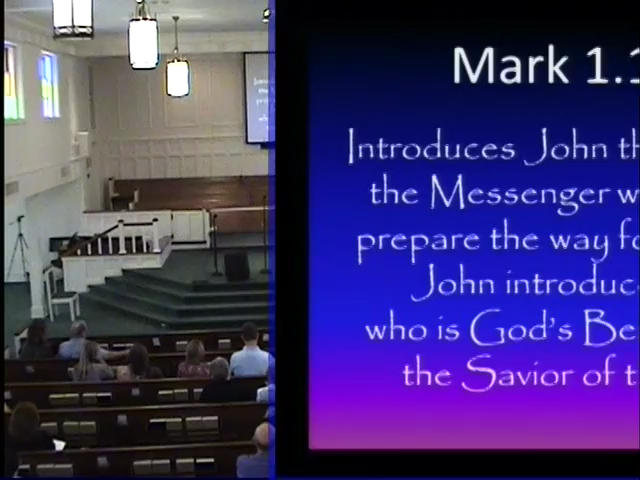 Mark 1.1
Introduces John th
the Messenger w
prepare the way fo
John introduc
who is God's Be
the Savior of t